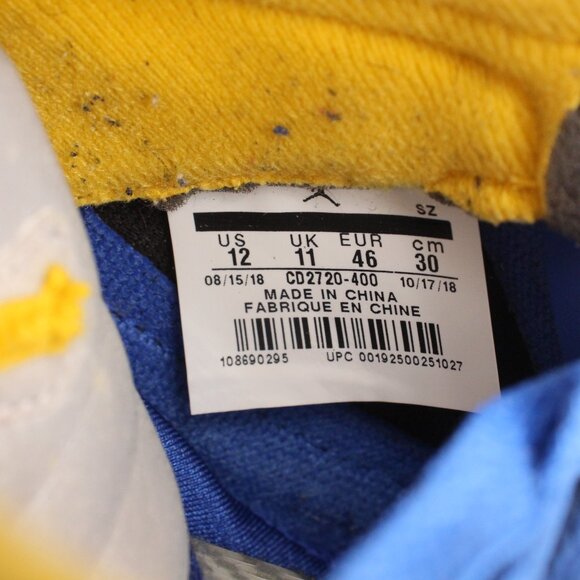 SZ
US UK EUR cm
12 11 46 30
08/15/18 CD2720-400 10/17/18
MADE IN CHINA
FABRIQUE EN CHINE
108690295 UPC 00192500251027